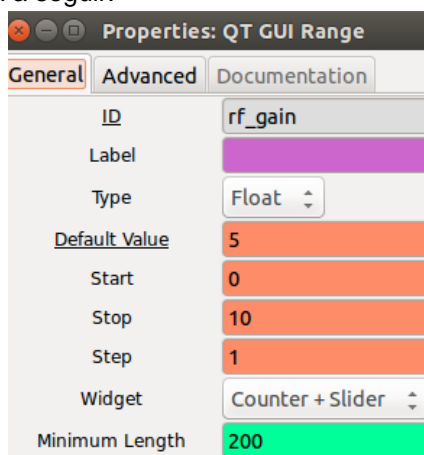 a seguir.
Properties: QT GUI Range
General Advanced Documentation
ID rf_gain
Label
Type Float
Default Value 5
Start 0
Stop 10
Step 1
Widget Counter + Slider
Minimum Length 200